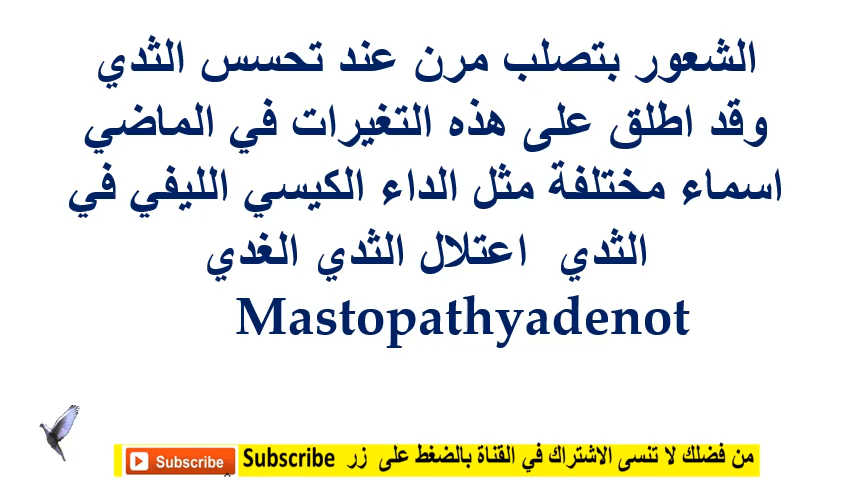 الشعور بتصلب مرن عند تحسس الثدي
وقد اطلق على هذه التغيرات في الماضي
اسماء مختلفة مثل الداء الكيسي الليفي في
الثدي اعتلال الثدي الغدي
Mastopathyadenot
من فضلك لا تنسى الاشتراك في القناة بالضغط على زر Subscribe
Subscribe